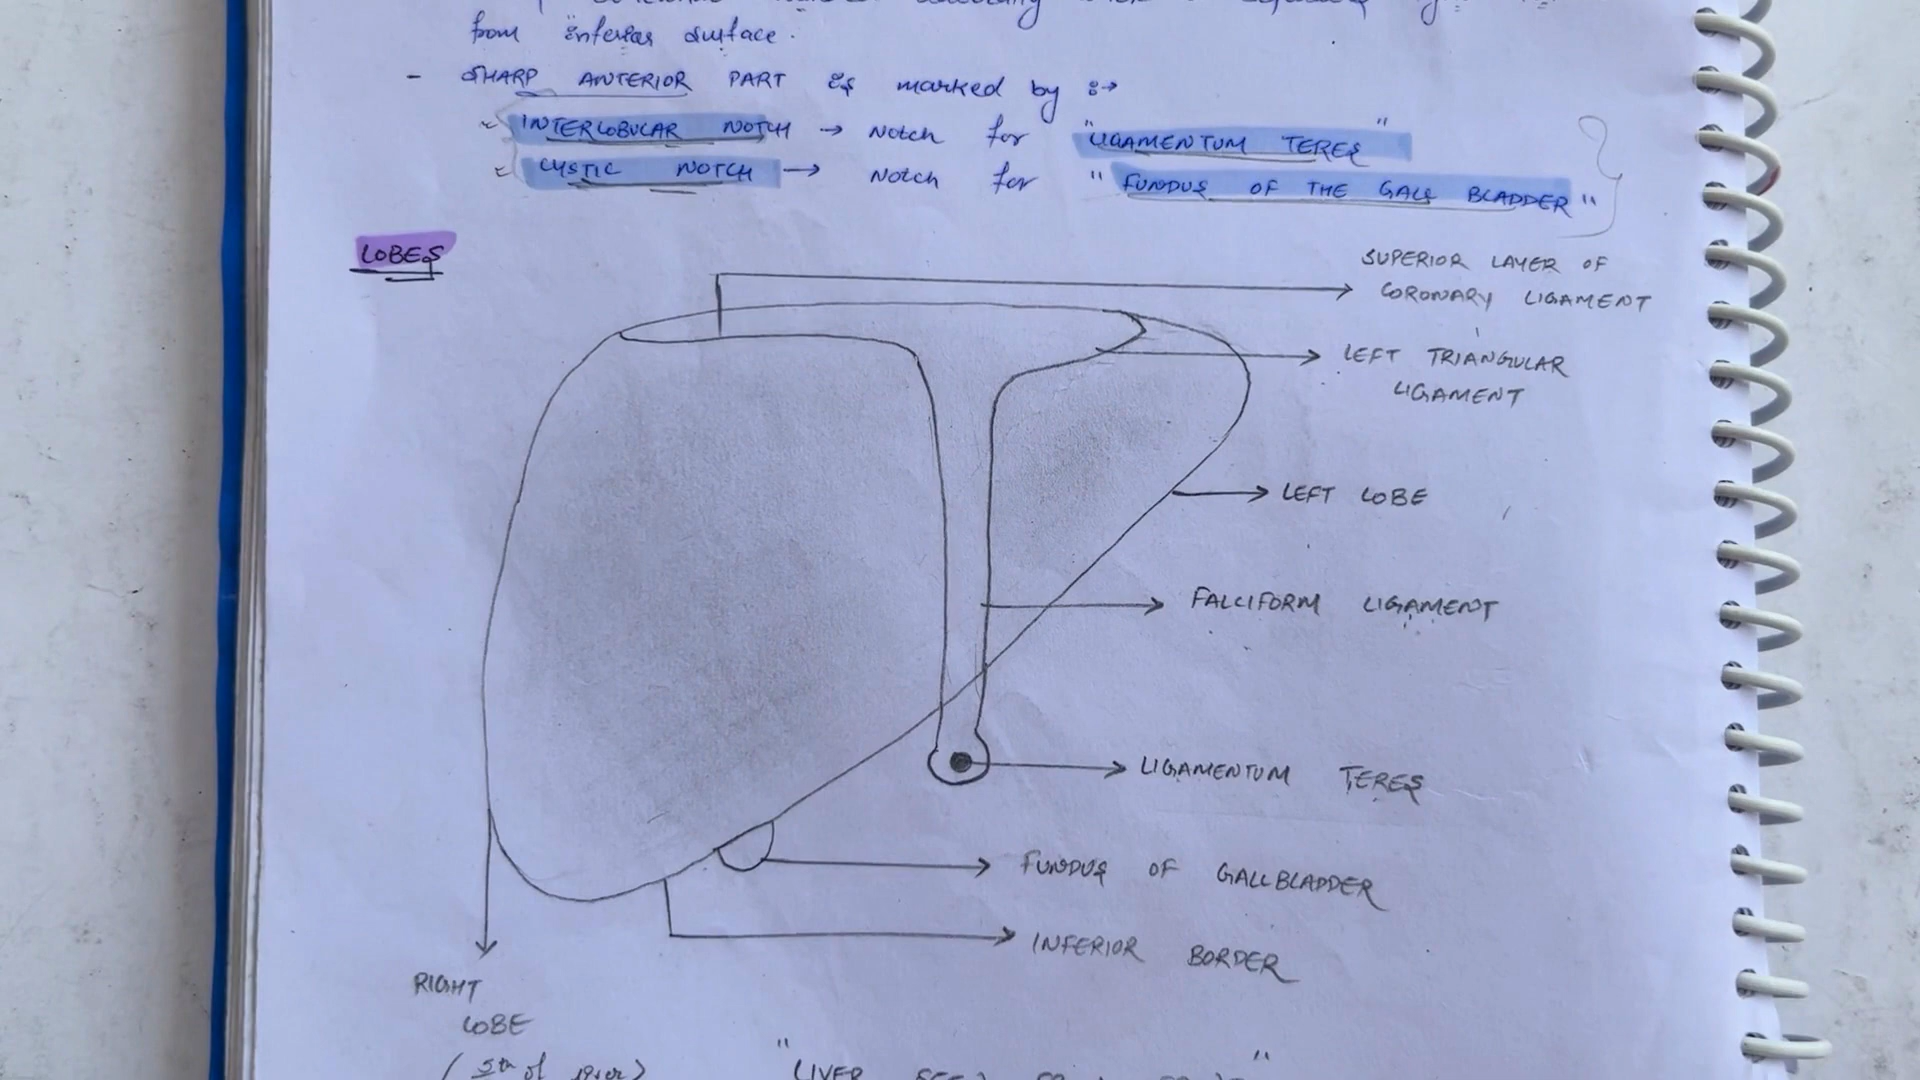 from inferior surface.
- SHARP ANTERIOR PART is marked by :→
INTERLOBULAR NOTCH → Notch for "LIGAMENTUM TERES"
CYSTIC NOTCH → Notch for "FUNDUS OF THE GALL BLADDER"
LOBES
SUPERIOR LAYER OF
CORONARY LIGAMENT
LEFT TRIANGULAR
LIGAMENT
LEFT LOBE
FALCIFORM LIGAMENT
LIGAMENTUM TERES
FUNDUS OF GALLBLADDER
INFERIOR BORDER
RIGHT
LOBE
"LIVER